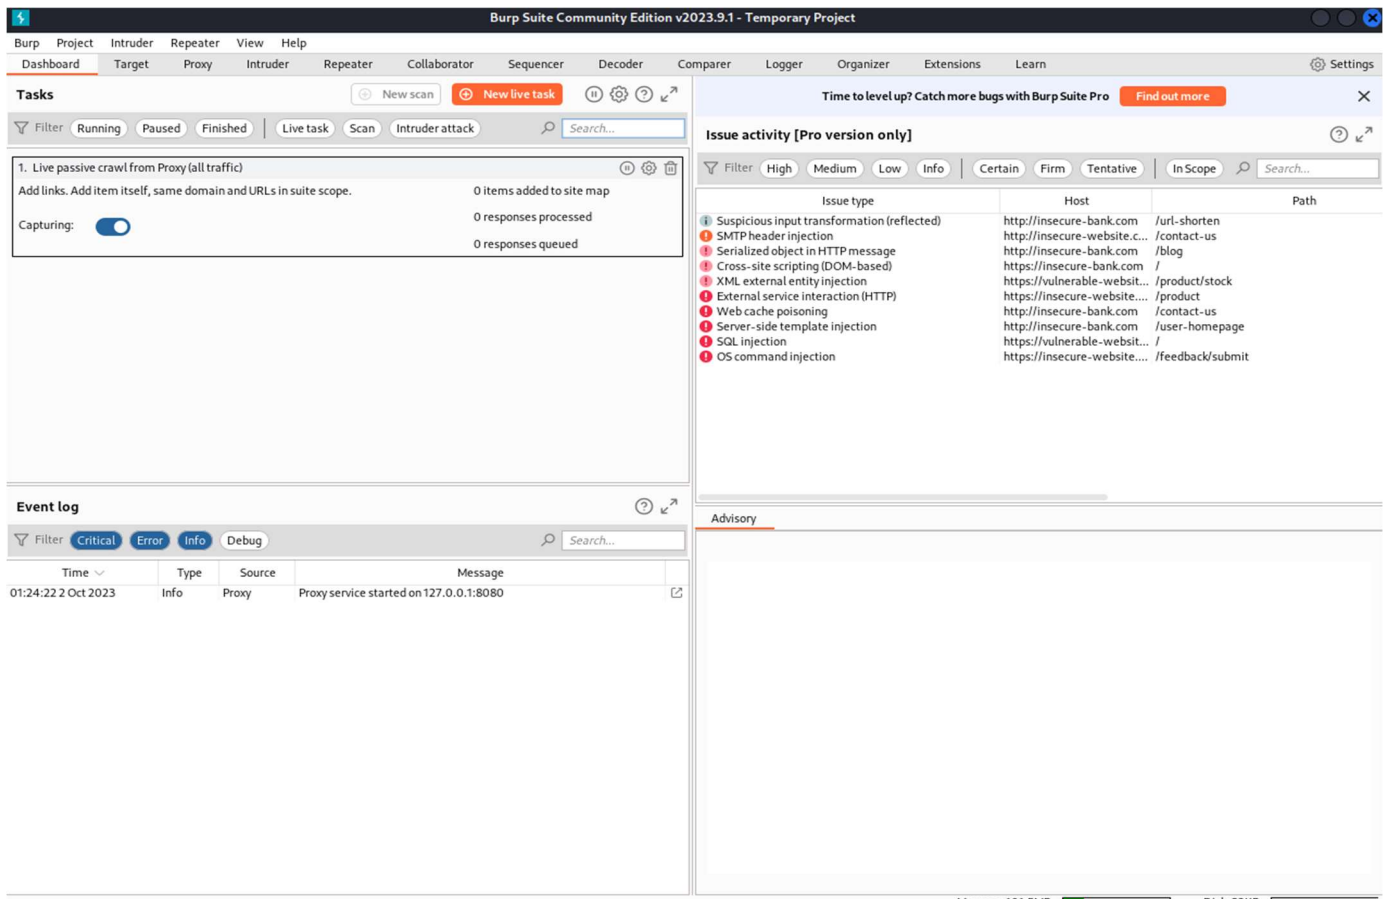 Burp Suite Community Edition v2023.9.1 - Temporary Project
Burp Project Intruder Repeater View Help
Dashboard Target Proxy Intruder Repeater Collaborator Sequencer Decoder Comparer Logger Organizer Extensions Learn Settings
Tasks New scan New live task
Filter Running Paused Finished Live task Scan Intruder attack Search...
1. Live passive crawl from Proxy (all traffic)
Add links. Add item itself, same domain and URLs in suite scope. 0 items added to site map
0 responses processed
Capturing:
0 responses queued
Time to level up? Catch more bugs with Burp Suite Pro Find out more
Issue activity [Pro version only]
Filter High Medium Low Info Certain Firm Tentative In Scope Search...
Issue type Host Path
Suspicious input transformation (reflected) http://insecure-bank.com /url-shorten
SMTP header injection http://insecure-website.c... /contact-us
Serialized object in HTTP message http://insecure-bank.com /blog
Cross-site scripting (DOM-based) https://insecure-bank.com /
XML external entity injection https://vulnerable-websit... /product/stock
External service interaction (HTTP) https://insecure-website.... /product
Web cache poisoning http://insecure-bank.com /contact-us
Server-side template injection http://insecure-bank.com /user-homepage
SQL injection https://vulnerable-websit... /
OS command injection https://insecure-website.... /feedback/submit
Event log
Filter Critical Error Info Debug Search...
Time Type Source Message
01:24:22 2 Oct 2023 Info Proxy Proxy service started on 127.0.0.1:8080
Advisory